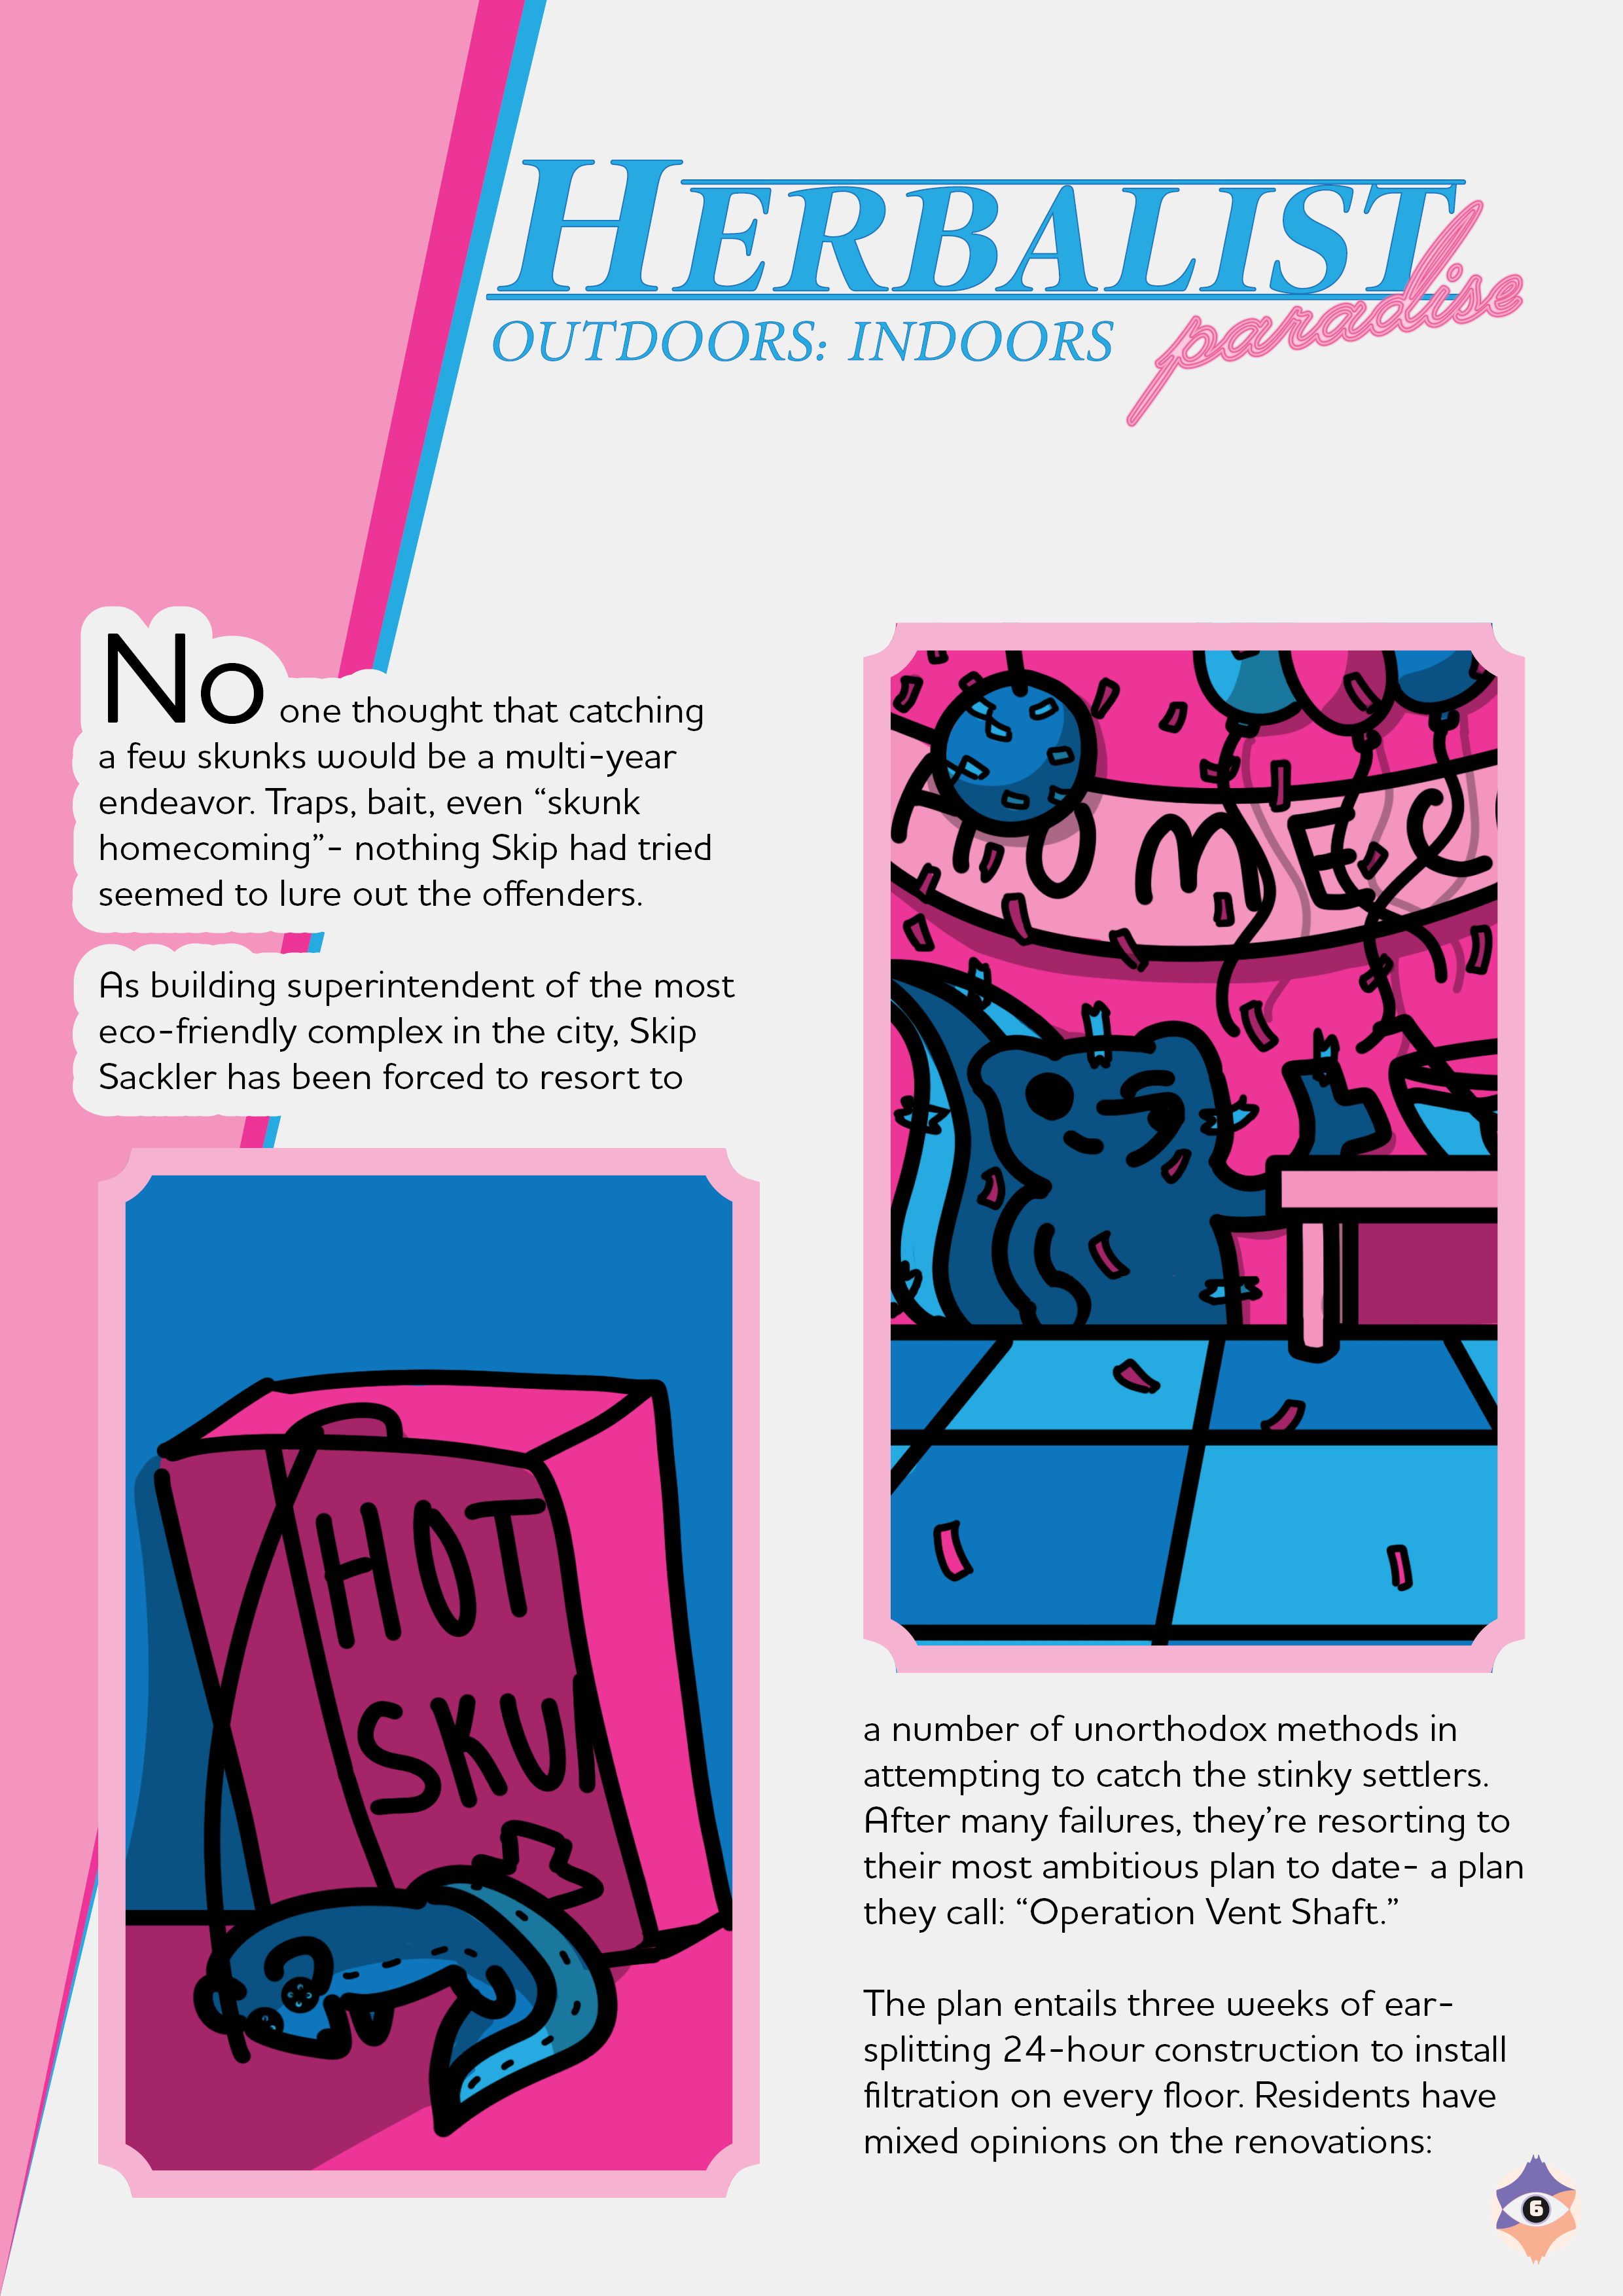 HERBALIST
paradise
OUTDOORS: INDOORS
No one thought that catching
a few skunks would be a multi-year
endeavor. Traps, bait, even “skunk
homecoming”- nothing Skip had tried
seemed to lure out the offenders.
As building superintendent of the most
eco-friendly complex in the city, Skip
Sackler has been forced to resort to
HOT
SKU
HOMEC
a number of unorthodox methods in
attempting to catch the stinky settlers.
After many failures, they’re resorting to
their most ambitious plan to date- a plan
they call: “Operation Vent Shaft.”
The plan entails three weeks of ear-
splitting 24-hour construction to install
filtration on every floor. Residents have
mixed opinions on the renovations:
6